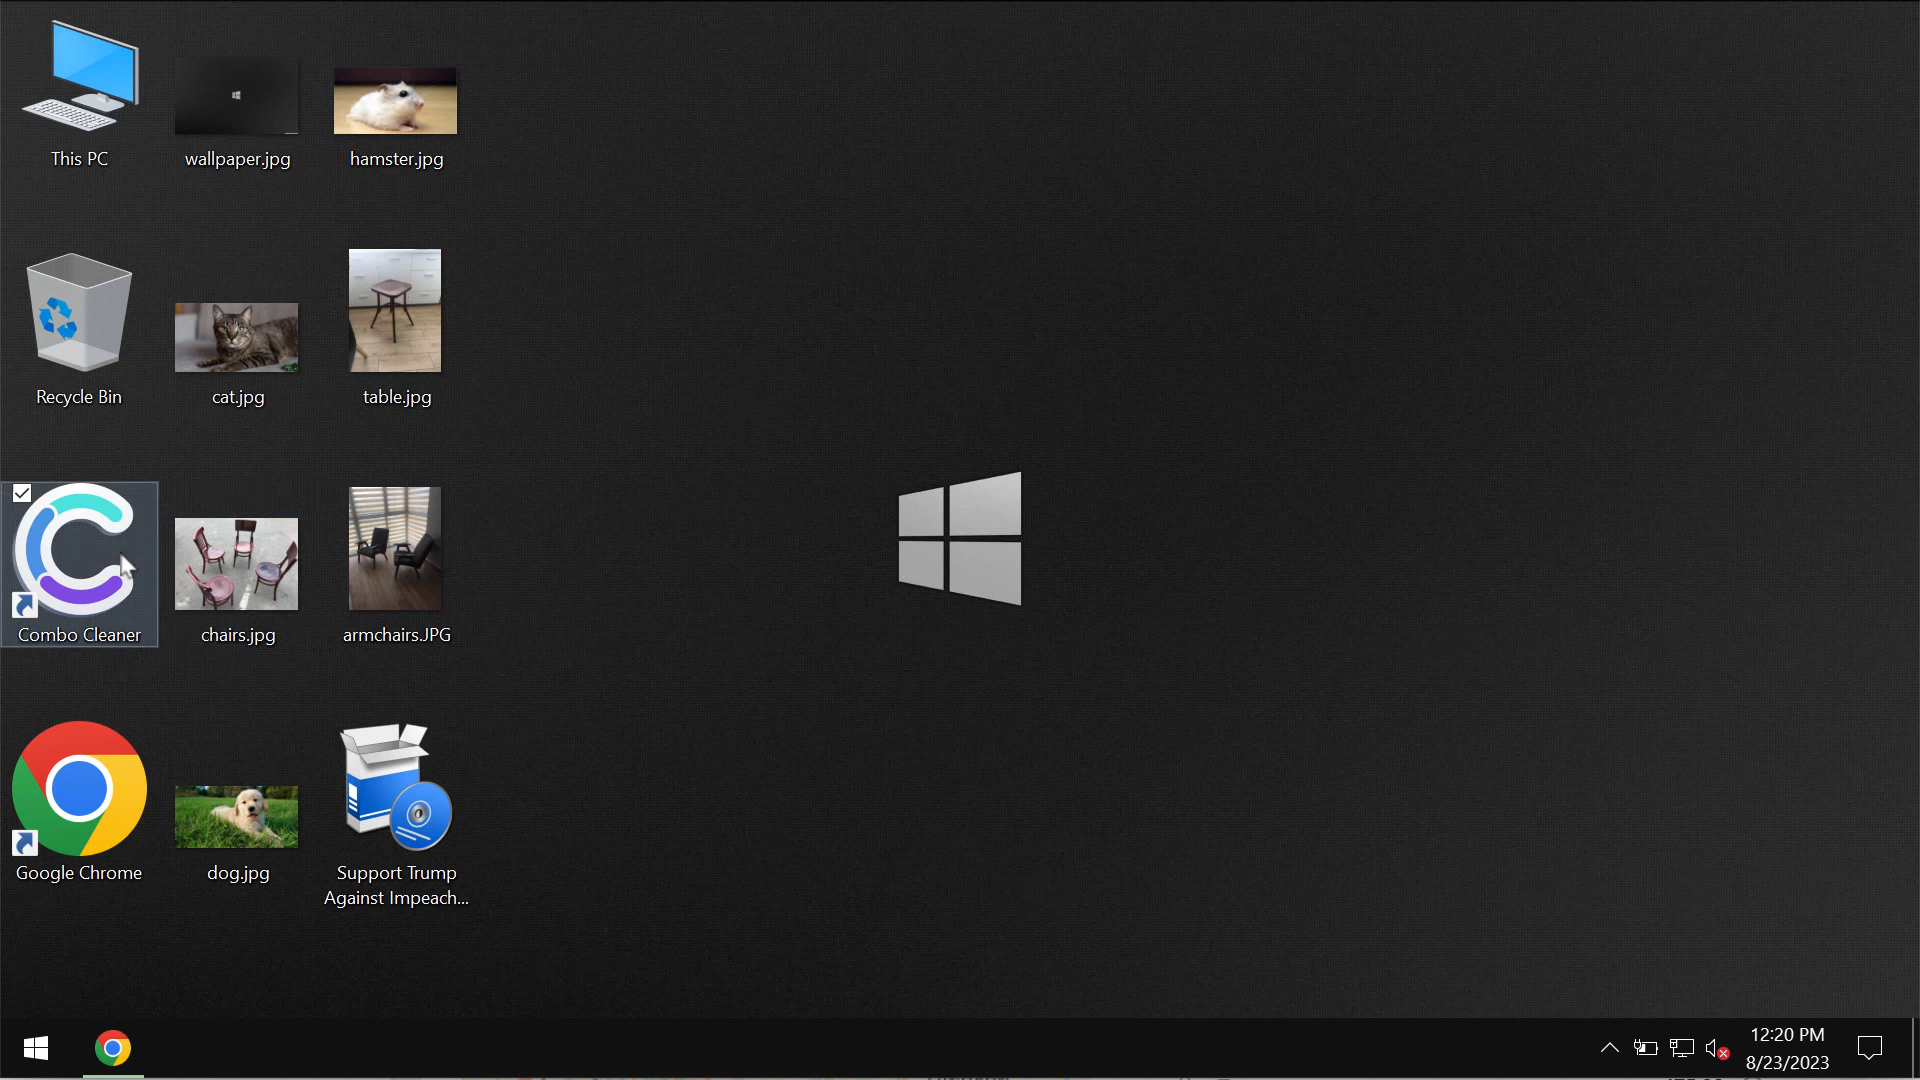 This PC
wallpaper.jpg
hamster.jpg
Recycle Bin
cat.jpg
table.jpg
Combo Cleaner
chairs.jpg
armchairs.JPG
Google Chrome
dog.jpg
Support Trump
Against Impeach...
12:20 PM
8/23/2023